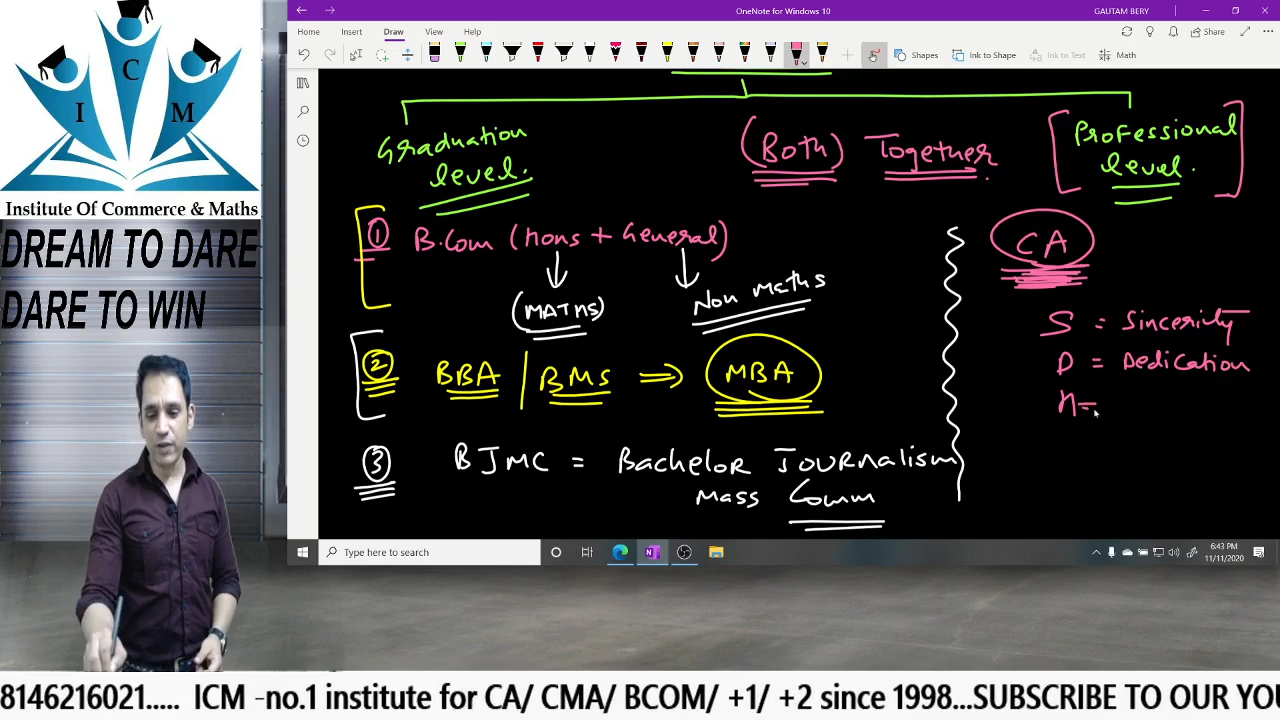 C
I
M
Institute Of Commerce & Maths
DREAM TO DARE
DARE TO WIN
OneNote for Windows 10
GAUTAM BERY
Home Insert Draw View Help
Share
Shapes Ink to Shape Ink to Text Math
Graduation level.
(Both) Together
[Professional level.]
① B.Com (Hons + General)
(MATHS)
Non maths
② BBA | BMS ⇒ MBA
③ BJMC = Bachelor Journalism
Mass Comm
CA
S = Sincerity
D = Dedication
H=
Type here to search
6:43 PM
11/11/2020
8146216021..... ICM -no.1 institute for CA/ CMA/ BCOM/ +1/ +2 since 1998...SUBSCRIBE TO OUR YOU